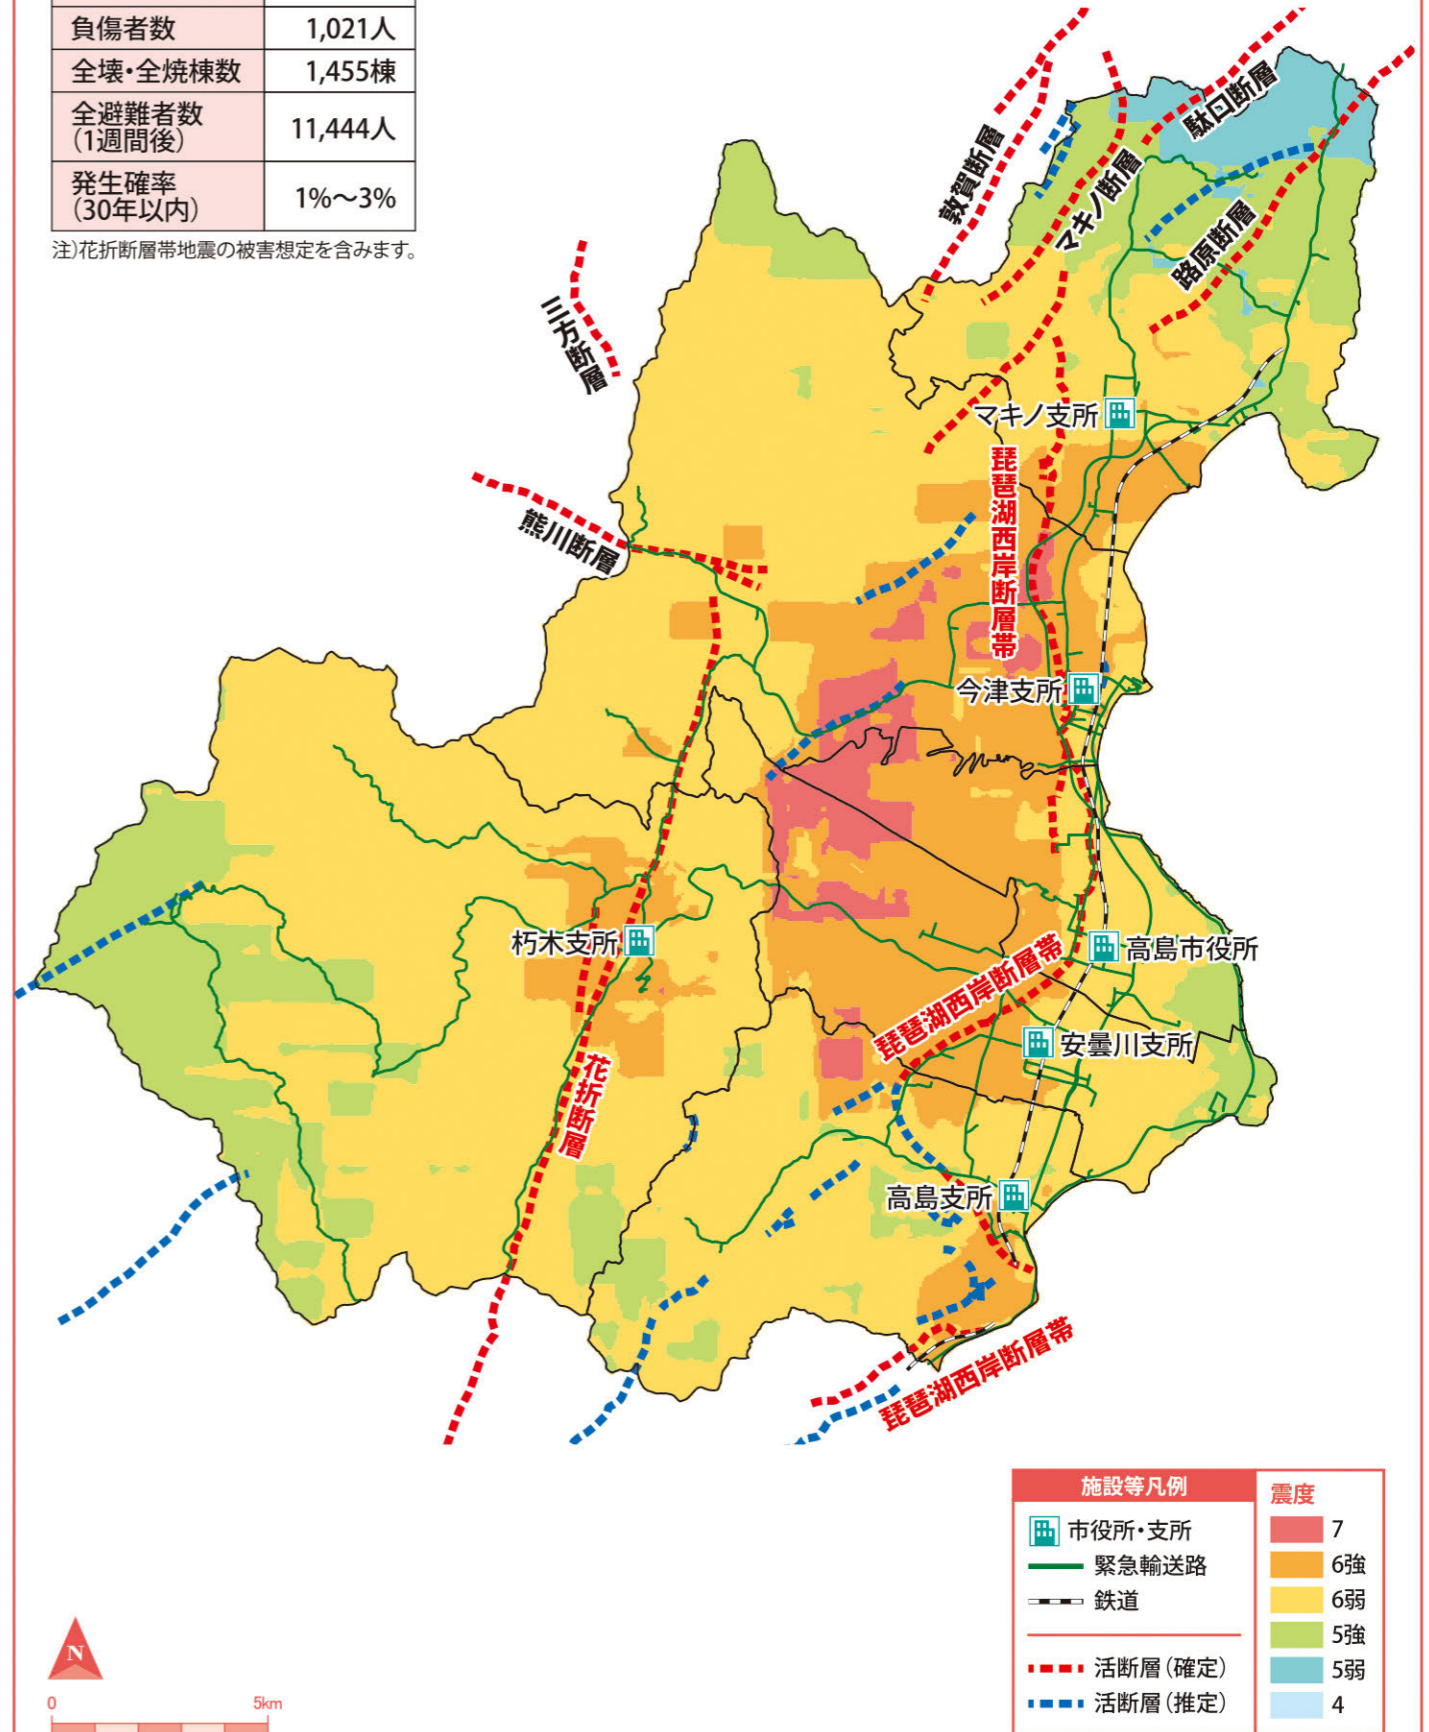 負傷者数 1,021人
全壊・全焼棟数 1,455棟
全避難者数
(1週間後) 11,444人
発生確率
(30年以内) 1%～3%
注)花折断層帯地震の被害想定を含みます。
駄口断層
敦賀断層
マキノ断層
路原断層
三方断層
マキノ支所
琵琶湖西岸断層帯
熊川断層
今津支所
朽木支所
高島市役所
琵琶湖西岸断層帯
安曇川支所
花折断層
高島支所
琵琶湖西岸断層帯
施設等凡例
市役所・支所
緊急輸送路
鉄道
活断層(確定)
活断層(推定)
震度
7
6強
6弱
5強
5弱
4
N
0 5km